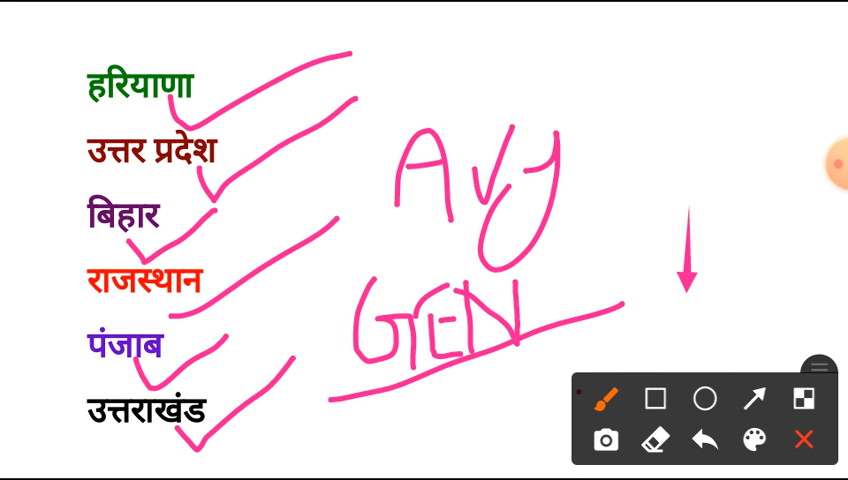 हरियाणा
उत्तर प्रदेश
बिहार
राजस्थान
पंजाब
उत्तराखंड
Avg
GEN